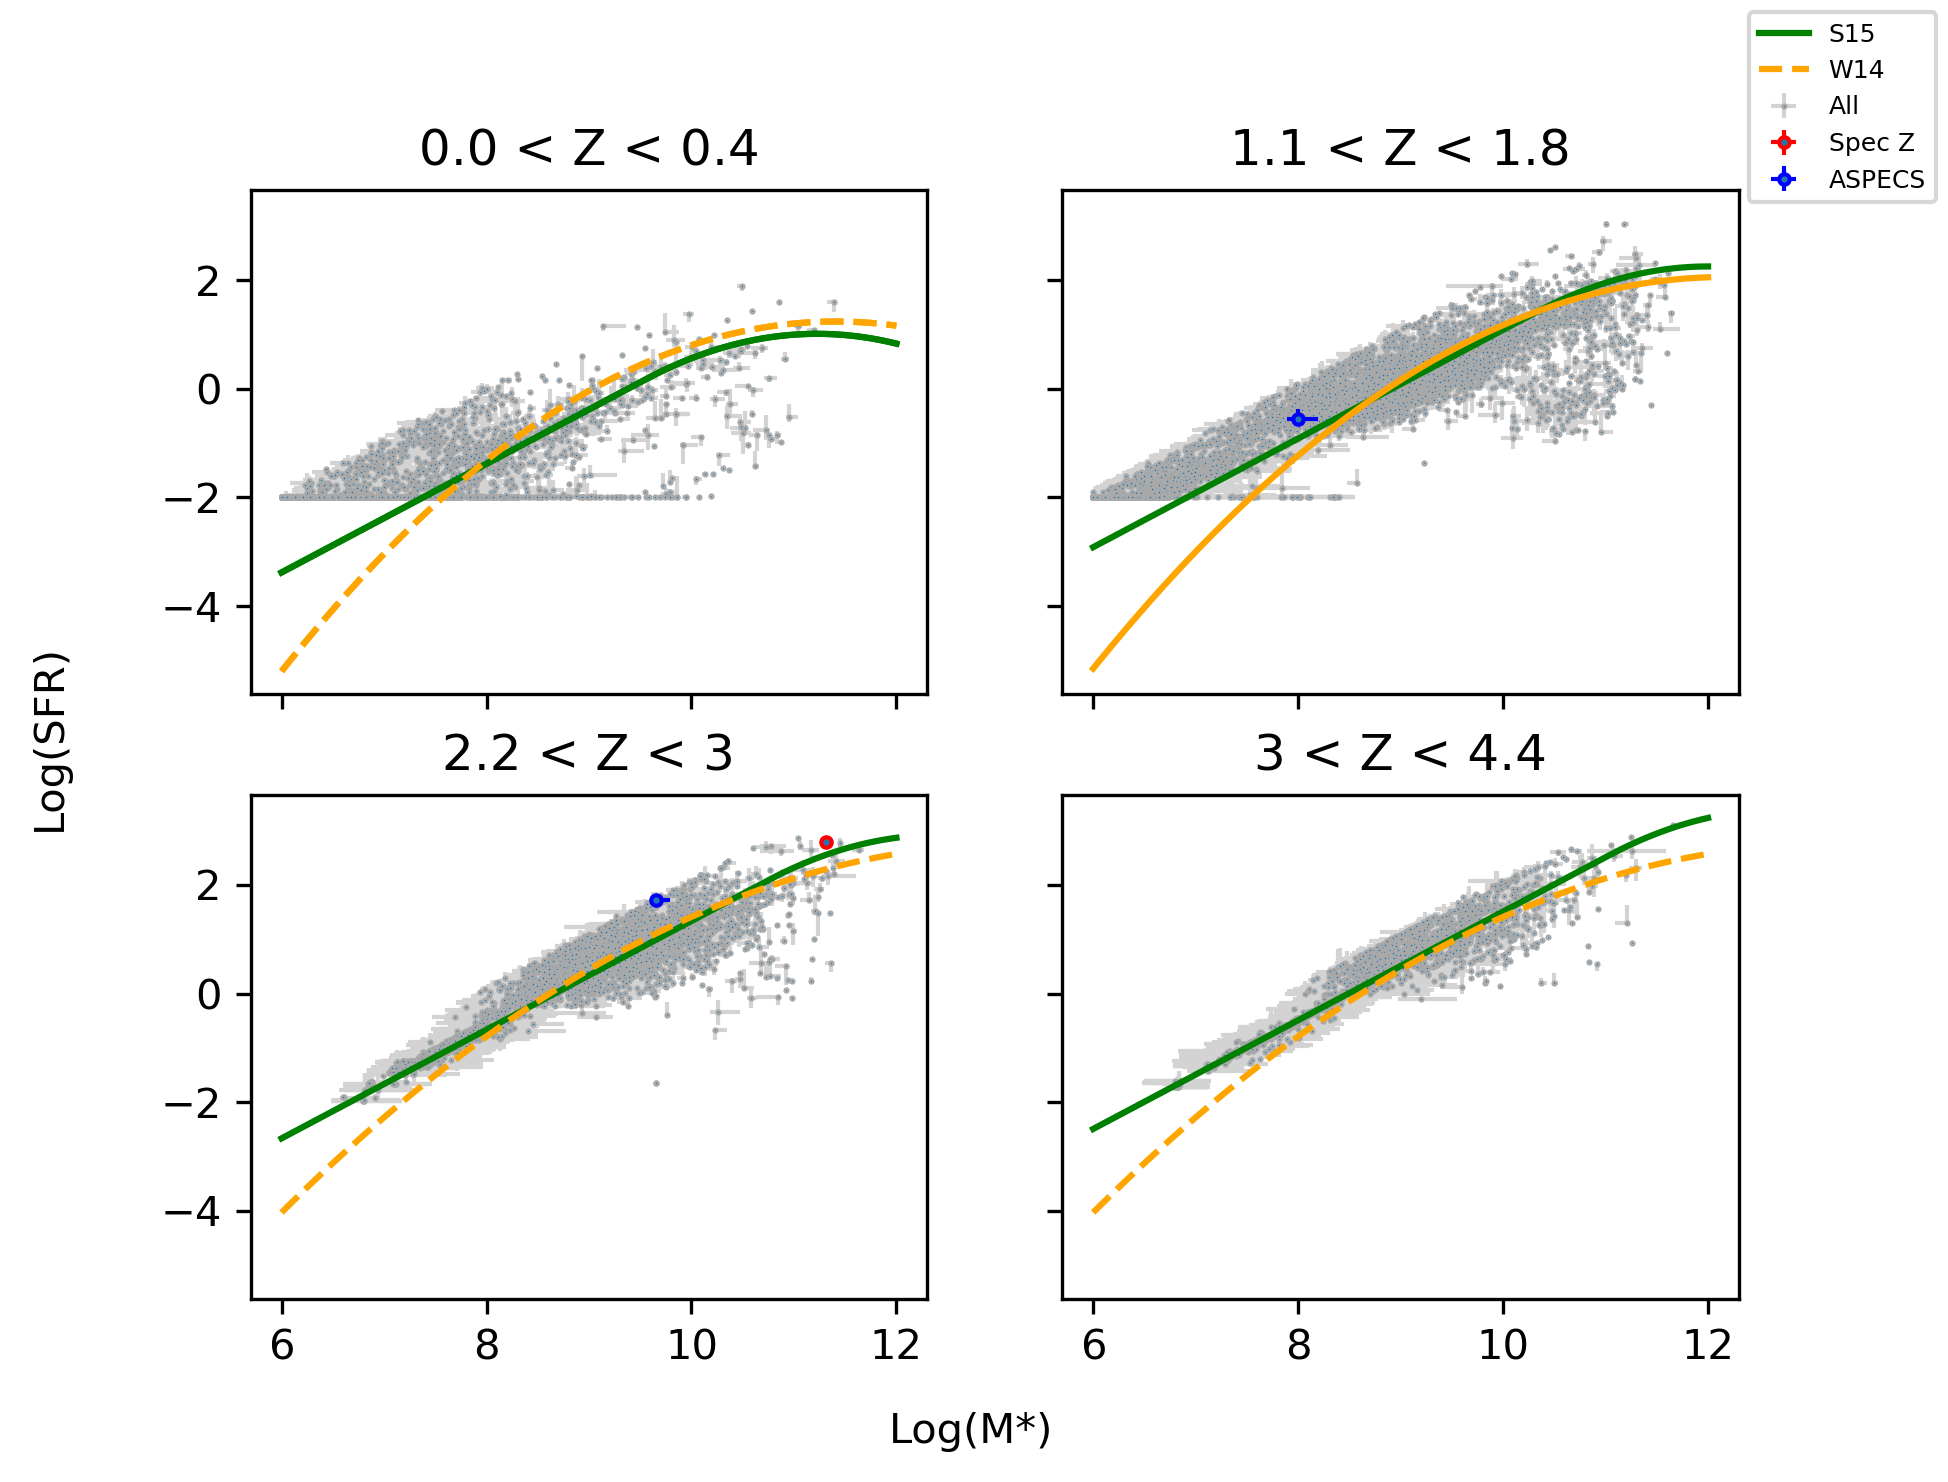 S15
W14
All
Spec Z
ASPECS
0.0 < Z < 0.4
1.1 < Z < 1.8
2
0
−2
−4
2.2 < Z < 3
3 < Z < 4.4
Log(SFR)
2
0
−2
−4
6 8 10 12
6 8 10 12
Log(M*)